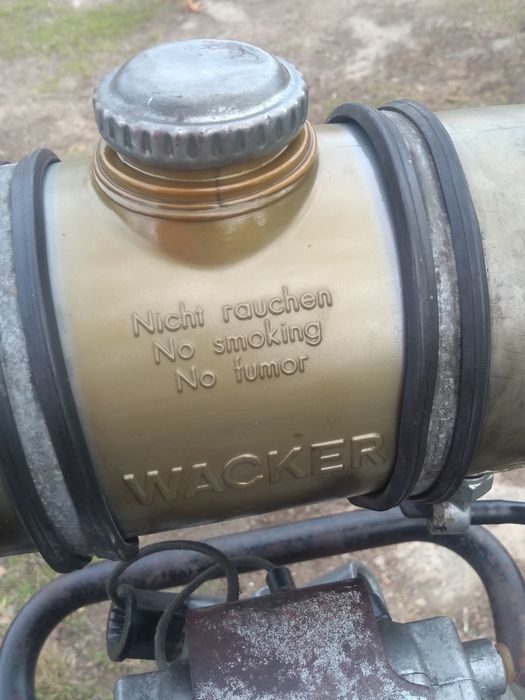 Nicht rauchen
No smoking
No fumor
WACKER